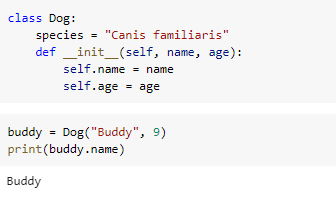 class Dog:
    species = "Canis familiaris"
    def __init__(self, name, age):
        self.name = name
        self.age = age
buddy = Dog("Buddy", 9)
print(buddy.name)
Buddy